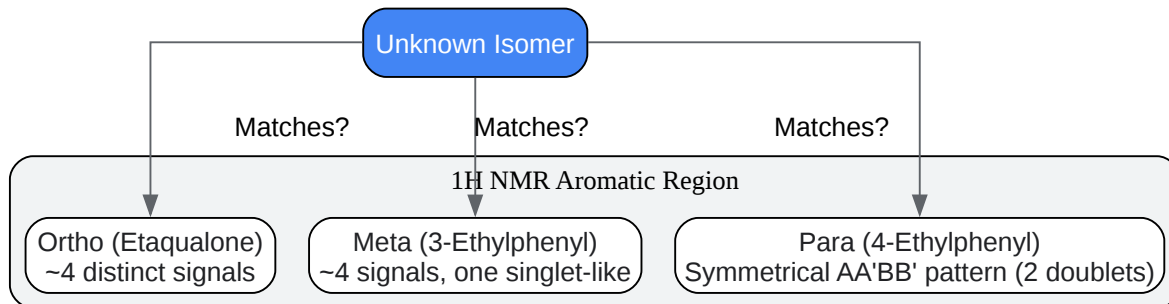 Unknown Isomer
Matches?
Matches?
Matches?
1H NMR Aromatic Region
Ortho (Etaqualone)
~4 distinct signals
Meta (3-Ethylphenyl)
~4 signals, one singlet-like
Para (4-Ethylphenyl)
Symmetrical AA'BB' pattern (2 doublets)